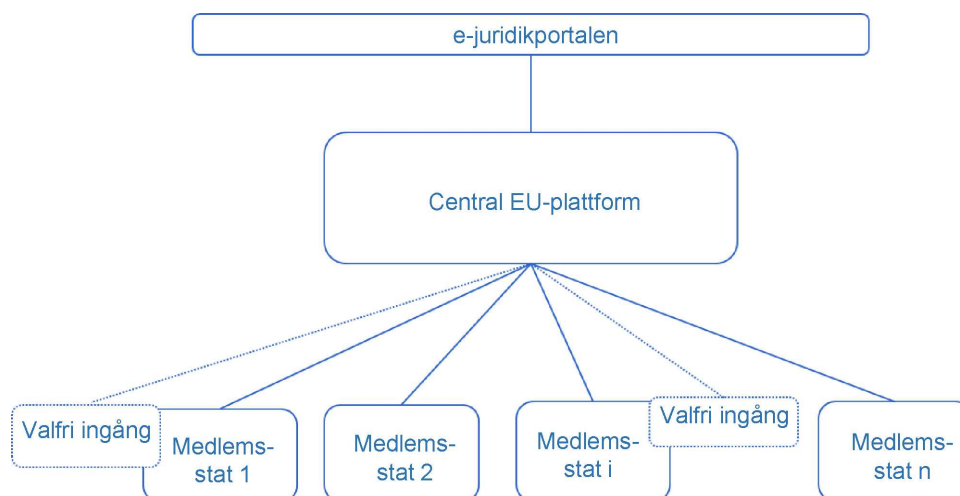 e-juridikportalen
Central EU-plattform
Valfri ingång
Medlems-
stat 1
Medlems-
stat 2
Medlems-
stat i
Valfri ingång
Medlems-
stat n